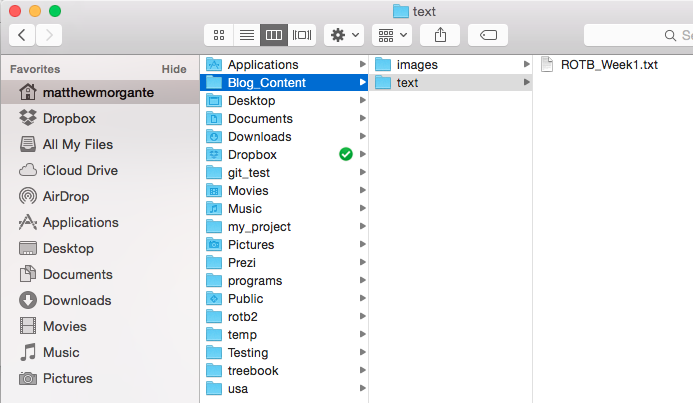 text
Se
Favorites
Hide
matthewmorgante
Dropbox
All My Files
iCloud Drive
AirDrop
Applications
Desktop
Documents
Downloads
Movies
Music
Pictures
Applications
Blog_Content
Desktop
Documents
Downloads
Dropbox
git_test
Movies
Music
my_project
Pictures
Prezi
programs
Public
rotb2
temp
Testing
treebook
usa
images
text
ROTB_Week1.txt